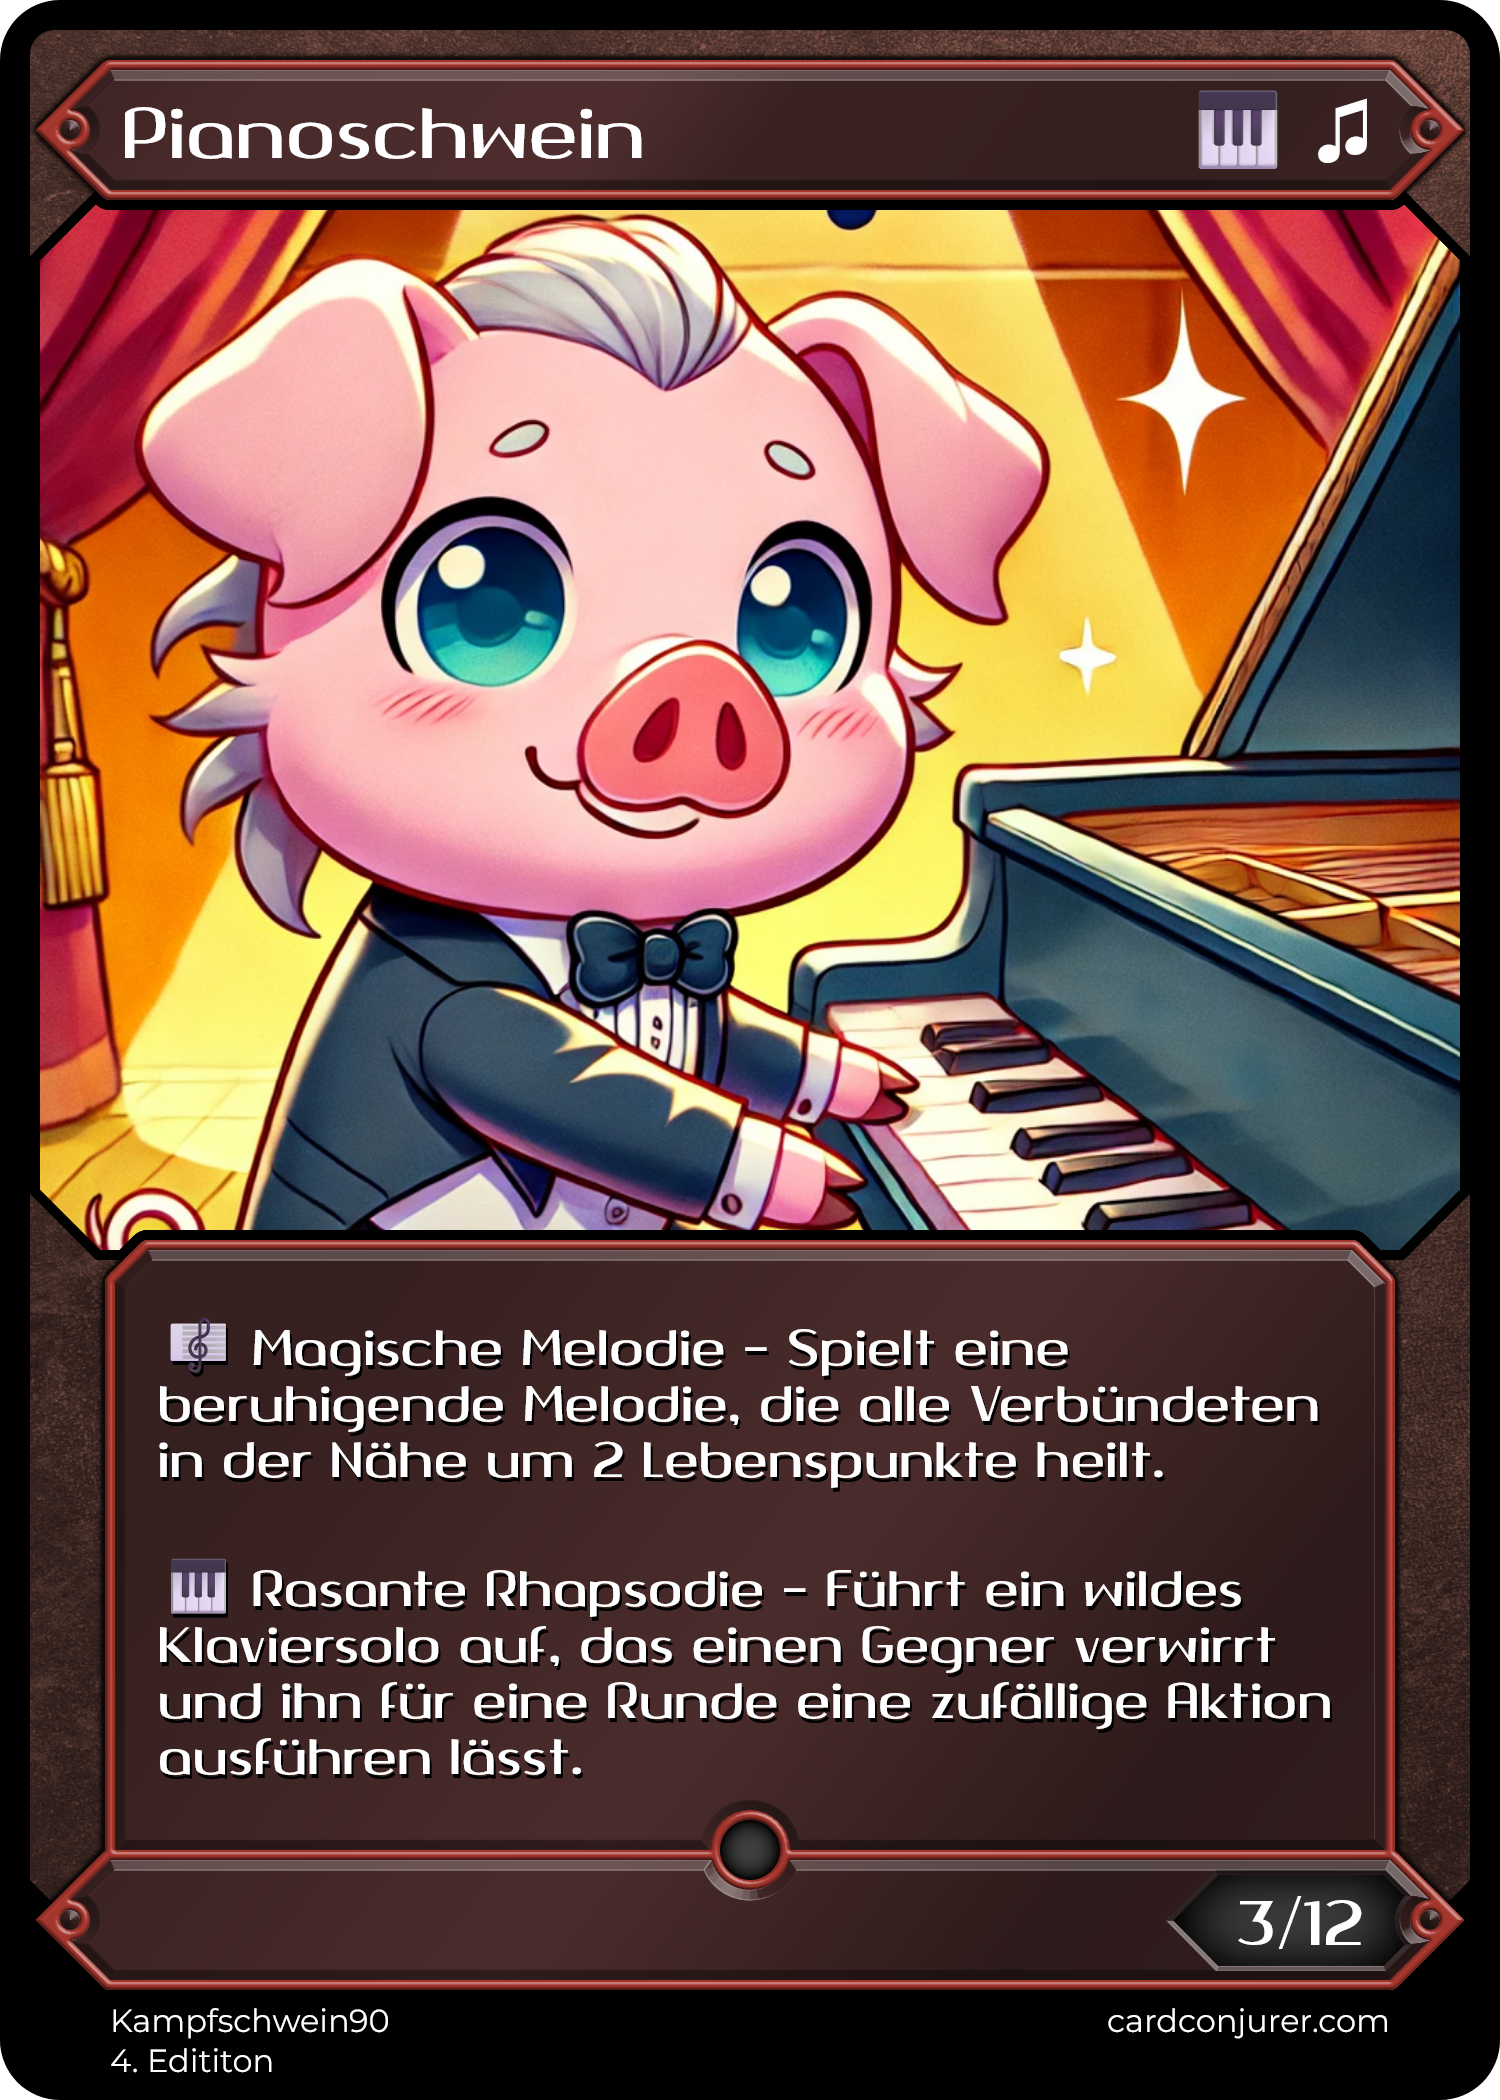 Pianoschwein
Magische Melodie - Spielt eine
beruhigende Melodie, die alle Verbündeten
in der Nähe um 2 Lebenspunkte heilt.
Rasante Rhapsodie - Führt ein wildes
Klaviersolo auf, das einen Gegner verwirrt
und ihn für eine Runde eine zufällige Aktion
ausführen lässt.
3/12
Kampfschwein90
cardconjurer.com
4. Edititon